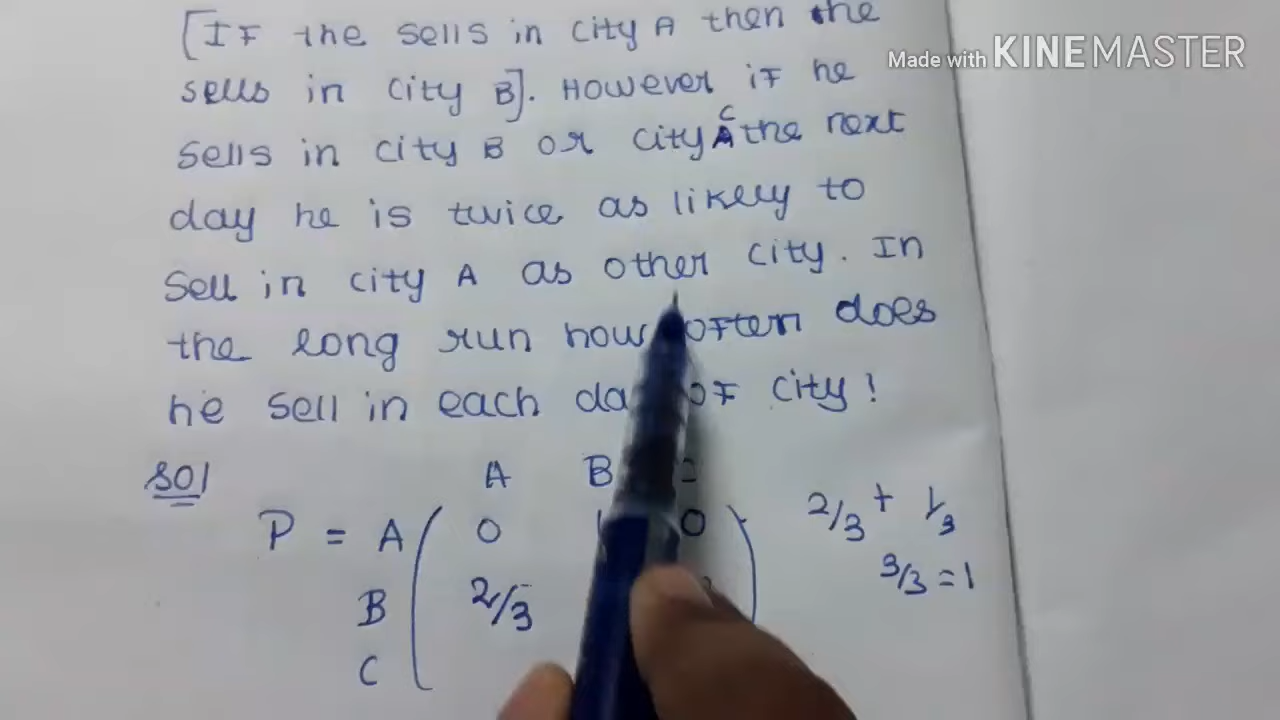 [IF the sells in city A then the
Made with KINEMASTER
sells in city B]. However if he
sells in city B or city A C the next
day he is twice as likely to
sell in city A as other city. In
the long run how often does
he sell in each da of city!
Sol
A B
P = A ( 0 1 0 )
B 2/3
C
2/3 + 1/3
3/3 = 1